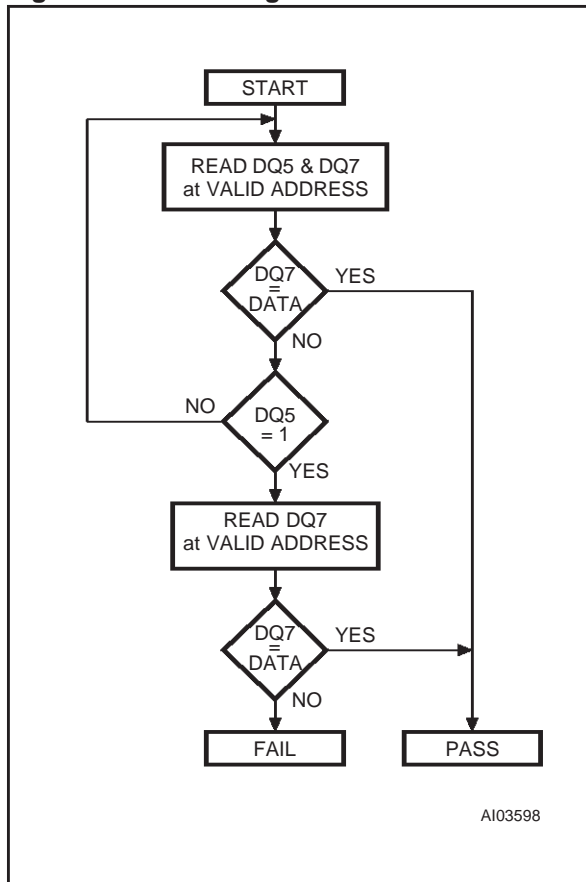 START
READ DQ5 & DQ7
at VALID ADDRESS
DQ7
=
DATA
YES
NO
NO
DQ5
= 1
YES
READ DQ7
at VALID ADDRESS
DQ7
=
DATA
YES
NO
FAIL
PASS
AI03598